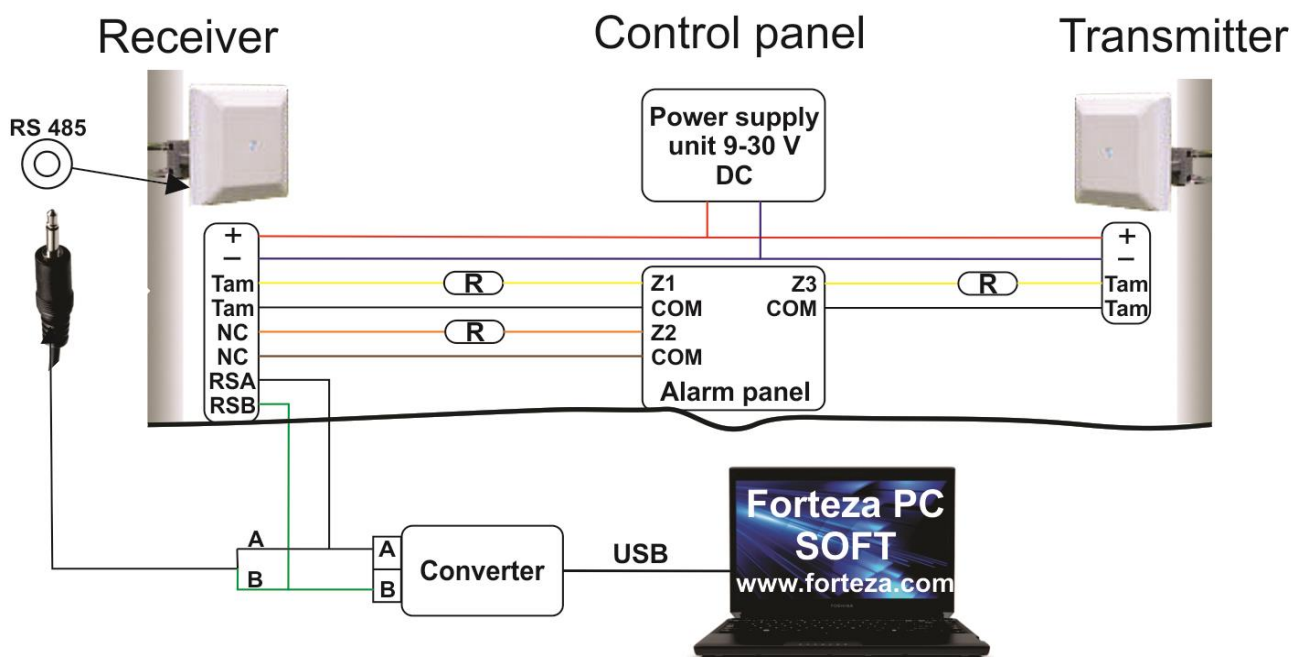 Receiver
Control panel
Transmitter
RS 485
Power supply
unit 9-30 V
DC
+
–
Tam
Tam
NC
NC
RSA
RSB
R
R
Z1
COM
Z2
COM
Z3
COM
Alarm panel
R
+
-
Tam
Tam
A
B
A
B
Converter
USB
Forteza PC
SOFT
www.forteza.com
TOSHIBA